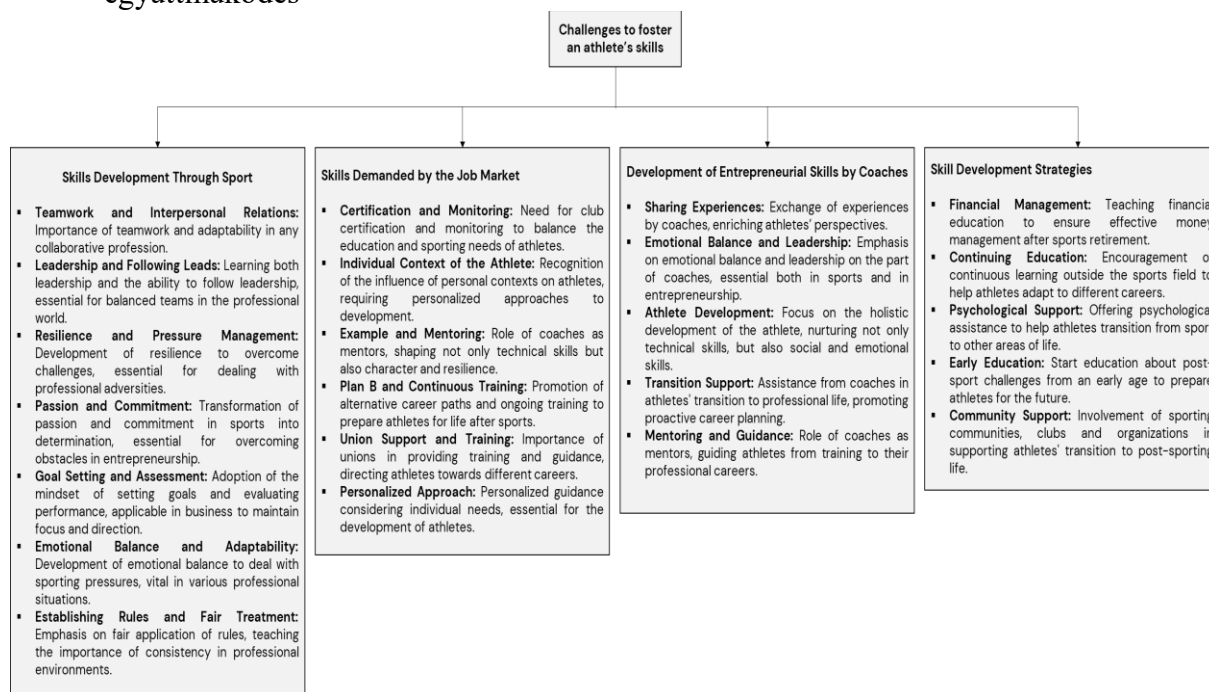 egyuttmukodes
Challenges to foster
an athlete's skills
Skills Development Through Sport
▪ Teamwork and Interpersonal Relations:
Importance of teamwork and adaptability in any
collaborative profession.
▪ Leadership and Following Leads: Learning both
leadership and the ability to follow leadership,
essential for balanced teams in the professional
world.
▪ Resilience and Pressure Management:
Development of resilience to overcome
challenges, essential for dealing with
professional adversities.
▪ Passion and Commitment: Transformation of
passion and commitment in sports into
determination, essential for overcoming
obstacles in entrepreneurship.
▪ Goal Setting and Assessment: Adoption of the
mindset of setting goals and evaluating
performance, applicable in business to maintain
focus and direction.
▪ Emotional Balance and Adaptability:
Development of emotional balance to deal with
sporting pressures, vital in various professional
situations.
▪ Establishing Rules and Fair Treatment:
Emphasis on fair application of rules, teaching
the importance of consistency in professional
environments.
Skills Demanded by the Job Market
▪ Certification and Monitoring: Need for club
certification and monitoring to balance the
education and sporting needs of athletes.
▪ Individual Context of the Athlete: Recognition
of the influence of personal contexts on athletes,
requiring personalized approaches to
development.
▪ Example and Mentoring: Role of coaches as
mentors, shaping not only technical skills but
also character and resilience.
▪ Plan B and Continuous Training: Promotion of
alternative career paths and ongoing training to
prepare athletes for life after sports.
▪ Union Support and Training: Importance of
unions in providing training and guidance,
directing athletes towards different careers.
▪ Personalized Approach: Personalized guidance
considering individual needs, essential for the
development of athletes.
Development of Entrepreneurial Skills by Coaches
▪ Sharing Experiences: Exchange of experiences
by coaches, enriching athletes' perspectives.
▪ Emotional Balance and Leadership: Emphasis
on emotional balance and leadership on the part
of coaches, essential both in sports and in
entrepreneurship.
▪ Athlete Development: Focus on the holistic
development of the athlete, nurturing not only
technical skills, but also social and emotional
skills.
▪ Transition Support: Assistance from coaches in
athletes' transition to professional life, promoting
proactive career planning.
▪ Mentoring and Guidance: Role of coaches as
mentors, guiding athletes from training to their
professional careers.
Skill Development Strategies
▪ Financial Management: Teaching financial
education to ensure effective money
management after sports retirement.
▪ Continuing Education: Encouragement of
continuous learning outside the sports field to
help athletes adapt to different careers.
▪ Psychological Support: Offering psychological
assistance to help athletes transition from sport
to other areas of life.
▪ Early Education: Start education about post-
sport challenges from an early age to prepare
athletes for the future.
▪ Community Support: Involvement of sporting
communities, clubs and organizations in
supporting athletes' transition to post-sporting
life.